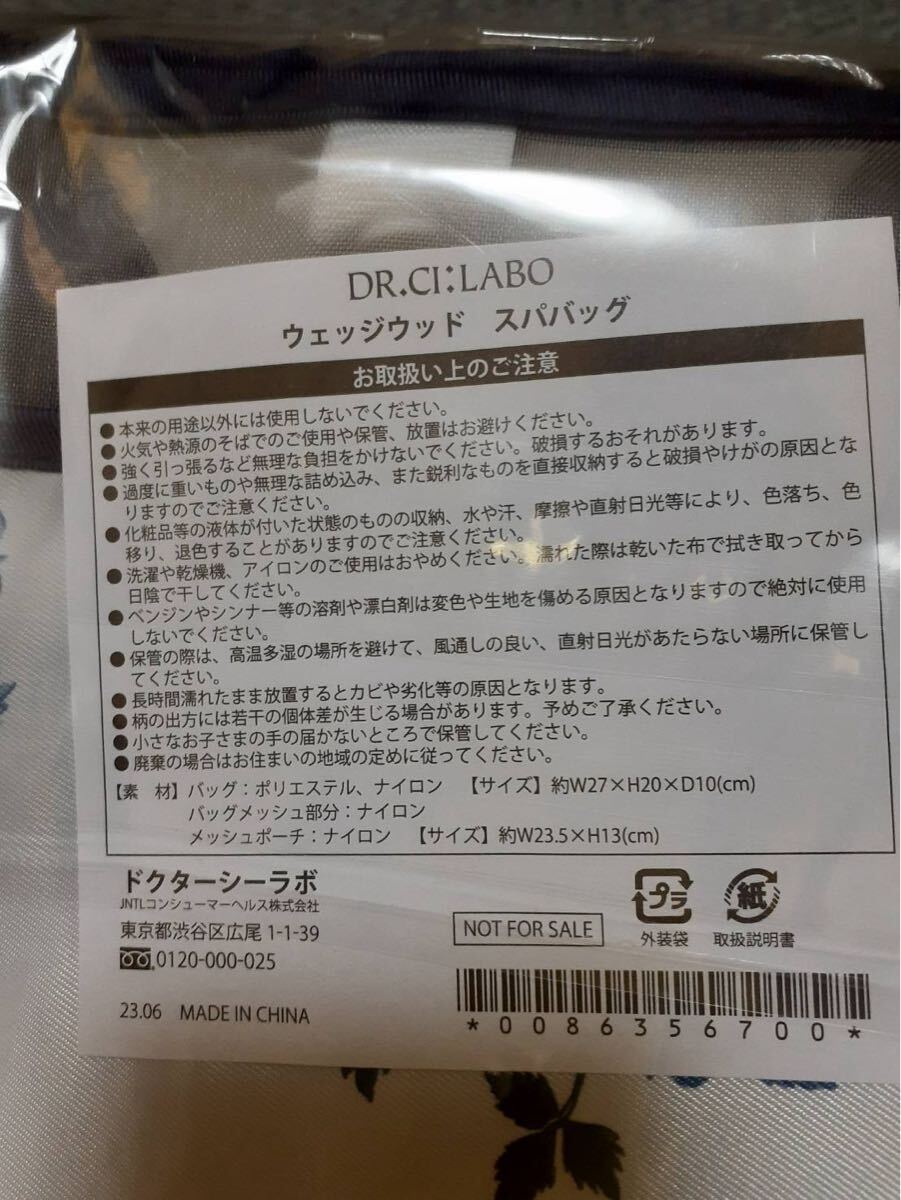 DR.CI:LABO
ウェッジウッド　スパバッグ
お取扱い上のご注意
●本来の用途以外には使用しないでください。
●火気や熱源のそばでのご使用や保管、放置はお避けください。
●強く引っ張るなど無理な負担をかけないでください。破損するおそれがあります。
●過度に重いものや無理な詰め込み、また鋭利なものを直接収納すると破損やけがの原因とな
りますのでご注意ください。
●化粧品等の液体が付いた状態のものの収納、水や汗、摩擦や直射日光等により、色落ち、色
移り、退色することがありますのでご注意ください。
●洗濯や乾燥機、アイロンのご使用はおやめください。濡れた際は乾いた布で拭き取ってから
日陰で干してください。
●ベンジンやシンナー等の溶剤や漂白剤は変色や生地を傷める原因となりますので絶対に使用
しないでください。
●保管の際は、高温多湿の場所を避けて、風通しの良い、直射日光があたらない場所に保管し
てください。
●長時間濡れたまま放置するとカビや劣化等の原因となります。
●柄の出方には若干の個体差が生じる場合があります。予めご了承ください。
●小さなお子さまの手の届かないところで保管してください。
●廃棄の場合はお住まいの地域の定めに従ってください。
【素　材】バッグ：ポリエステル、ナイロン　【サイズ】約W27×H20×D10(cm)
バッグメッシュ部分：ナイロン
メッシュポーチ：ナイロン　【サイズ】約W23.5×H13(cm)
ドクターシーラボ
JNTLコンシューマーヘルス株式会社
東京都渋谷区広尾 1-1-39
0120-000-025
23.06　MADE IN CHINA
NOT FOR SALE
プラ
外装袋
紙
取扱説明書
*0086356700*